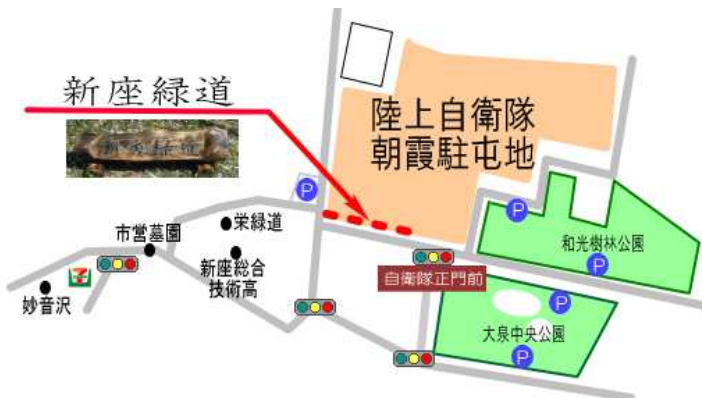 新座緑道
陸上自衛隊
朝霞駐屯地
P
P
和光樹林公園
P
栄緑道
市営墓園
新座総合
技術高
自衛隊正門前
7
妙音沢
P
大泉中央公園
P